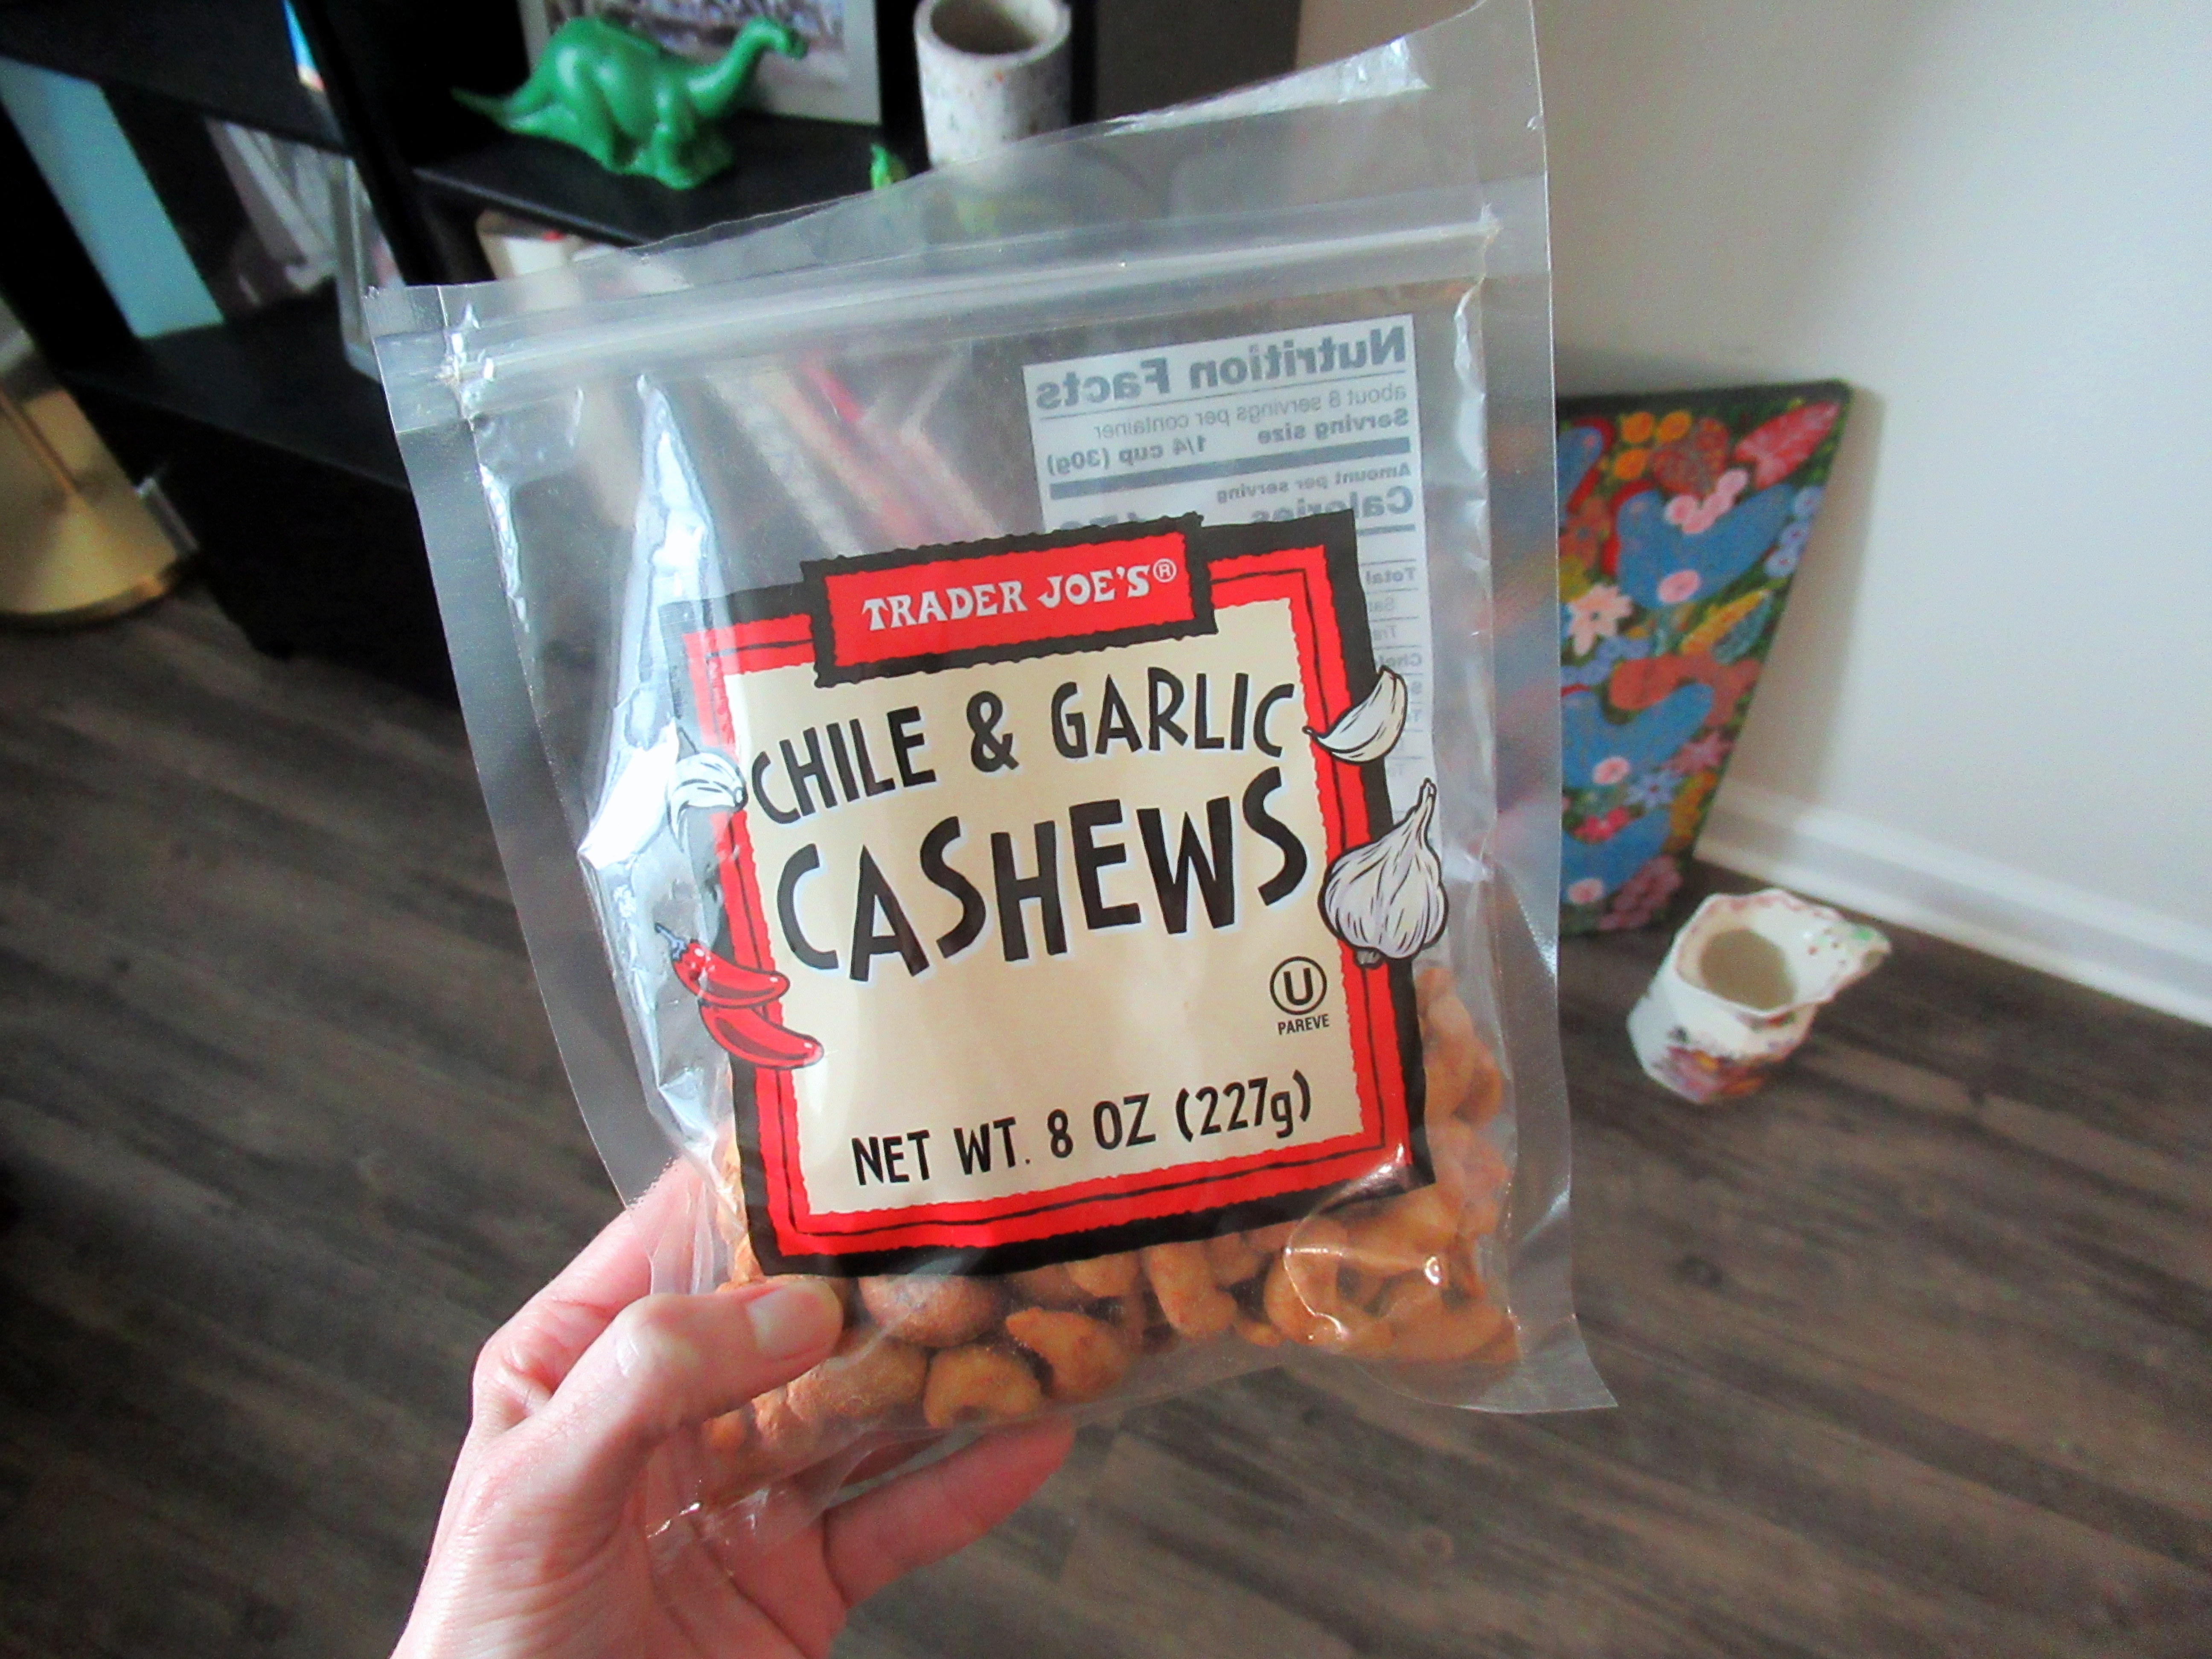 Nutrition Facts
about 8 servings per container
Serving size 1/4 cup (30g)
Amount per serving
Calories
Total
TRADER JOE'S®
CHILE & GARLIC
CASHEWS
U
PAREVE
NET WT. 8 OZ (227g)